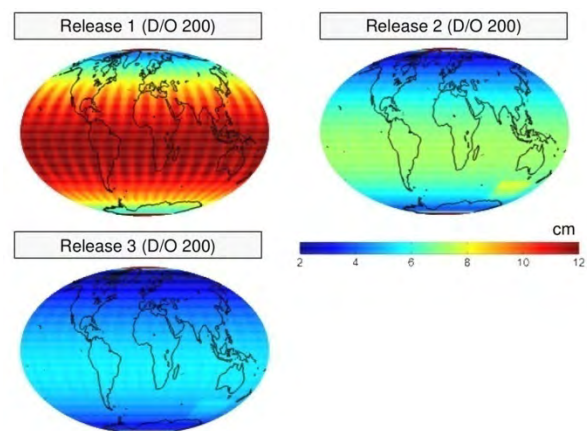 Release 1 (D/O 200)
Release 2 (D/O 200)
cm
2 4 6 8 10 12
Release 3 (D/O 200)